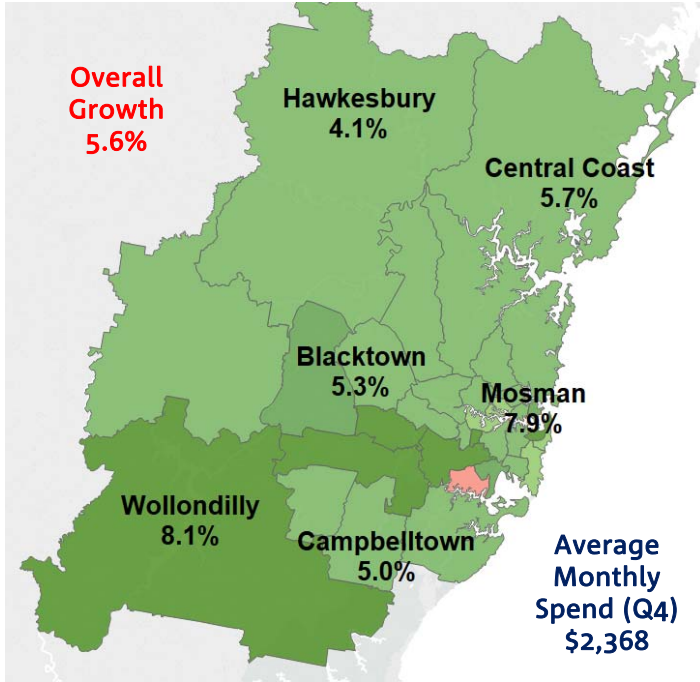 Overall
Growth
5.6%
Hawkesbury
4.1%
Central Coast
5.7%
Blacktown
5.3%
Mosman
7.9%
Wollondilly
8.1%
Campbelltown
5.0%
Average
Monthly
Spend (Q4)
$2,368